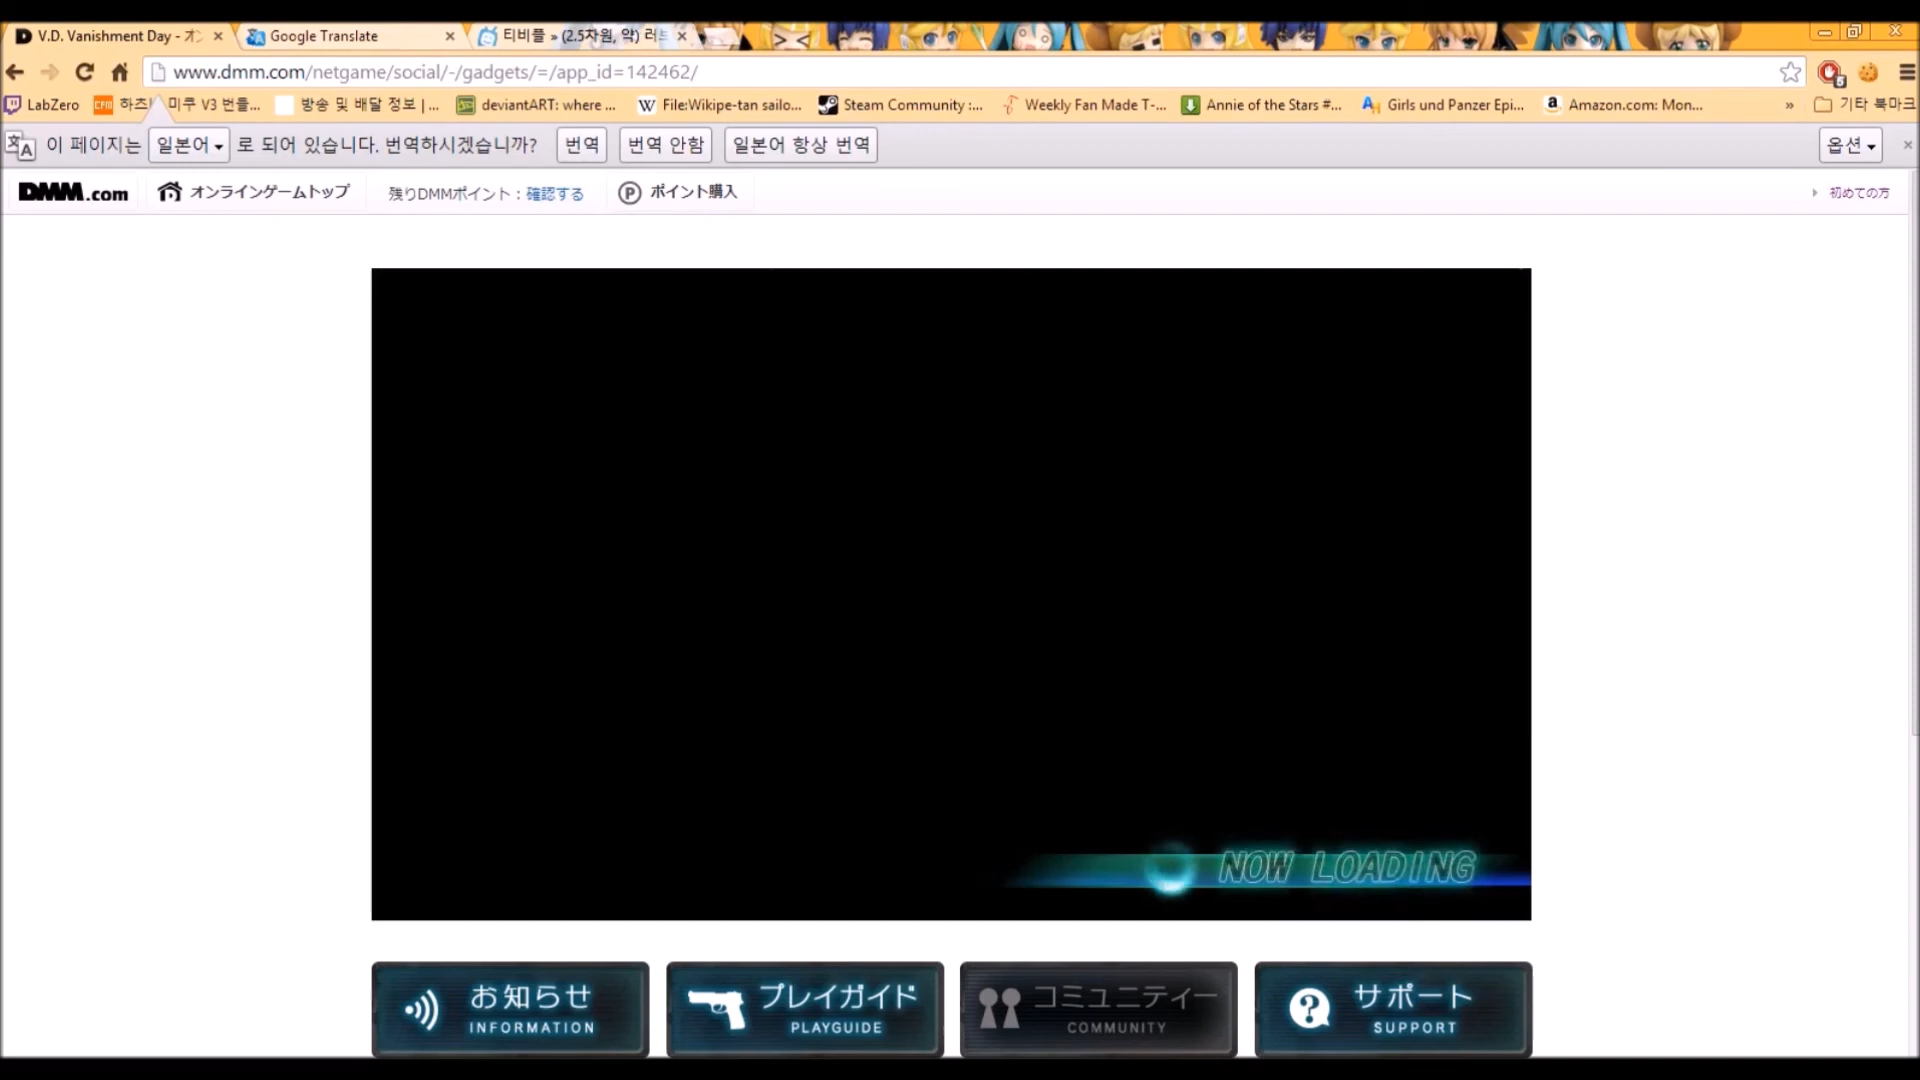 V.D. Vanishment Day - オン
Google Translate
티비플 » (2.5자원, 약) 러
www.dmm.com/netgame/social/-/gadgets/=/app_id=142462/
LabZero
하츠 미쿠 V3 번들...
방송 및 배달 정보 | ...
deviantART: where ...
File:Wikipe-tan sailo...
Steam Community :...
Weekly Fan Made T-...
Annie of the Stars #...
Girls und Panzer Epi...
Amazon.com: Mon...
»
기타 북마크
이 페이지는 일본어 로 되어 있습니다. 번역하시겠습니까? 번역 번역 안함 일본어 항상 번역 옵션
DMM.com オンラインゲームトップ 残りDMMポイント：確認する P ポイント購入 初めての方
NOW LOADING
お知らせ
INFORMATION
プレイガイド
PLAYGUIDE
コミュニティー
COMMUNITY
サポート
SUPPORT